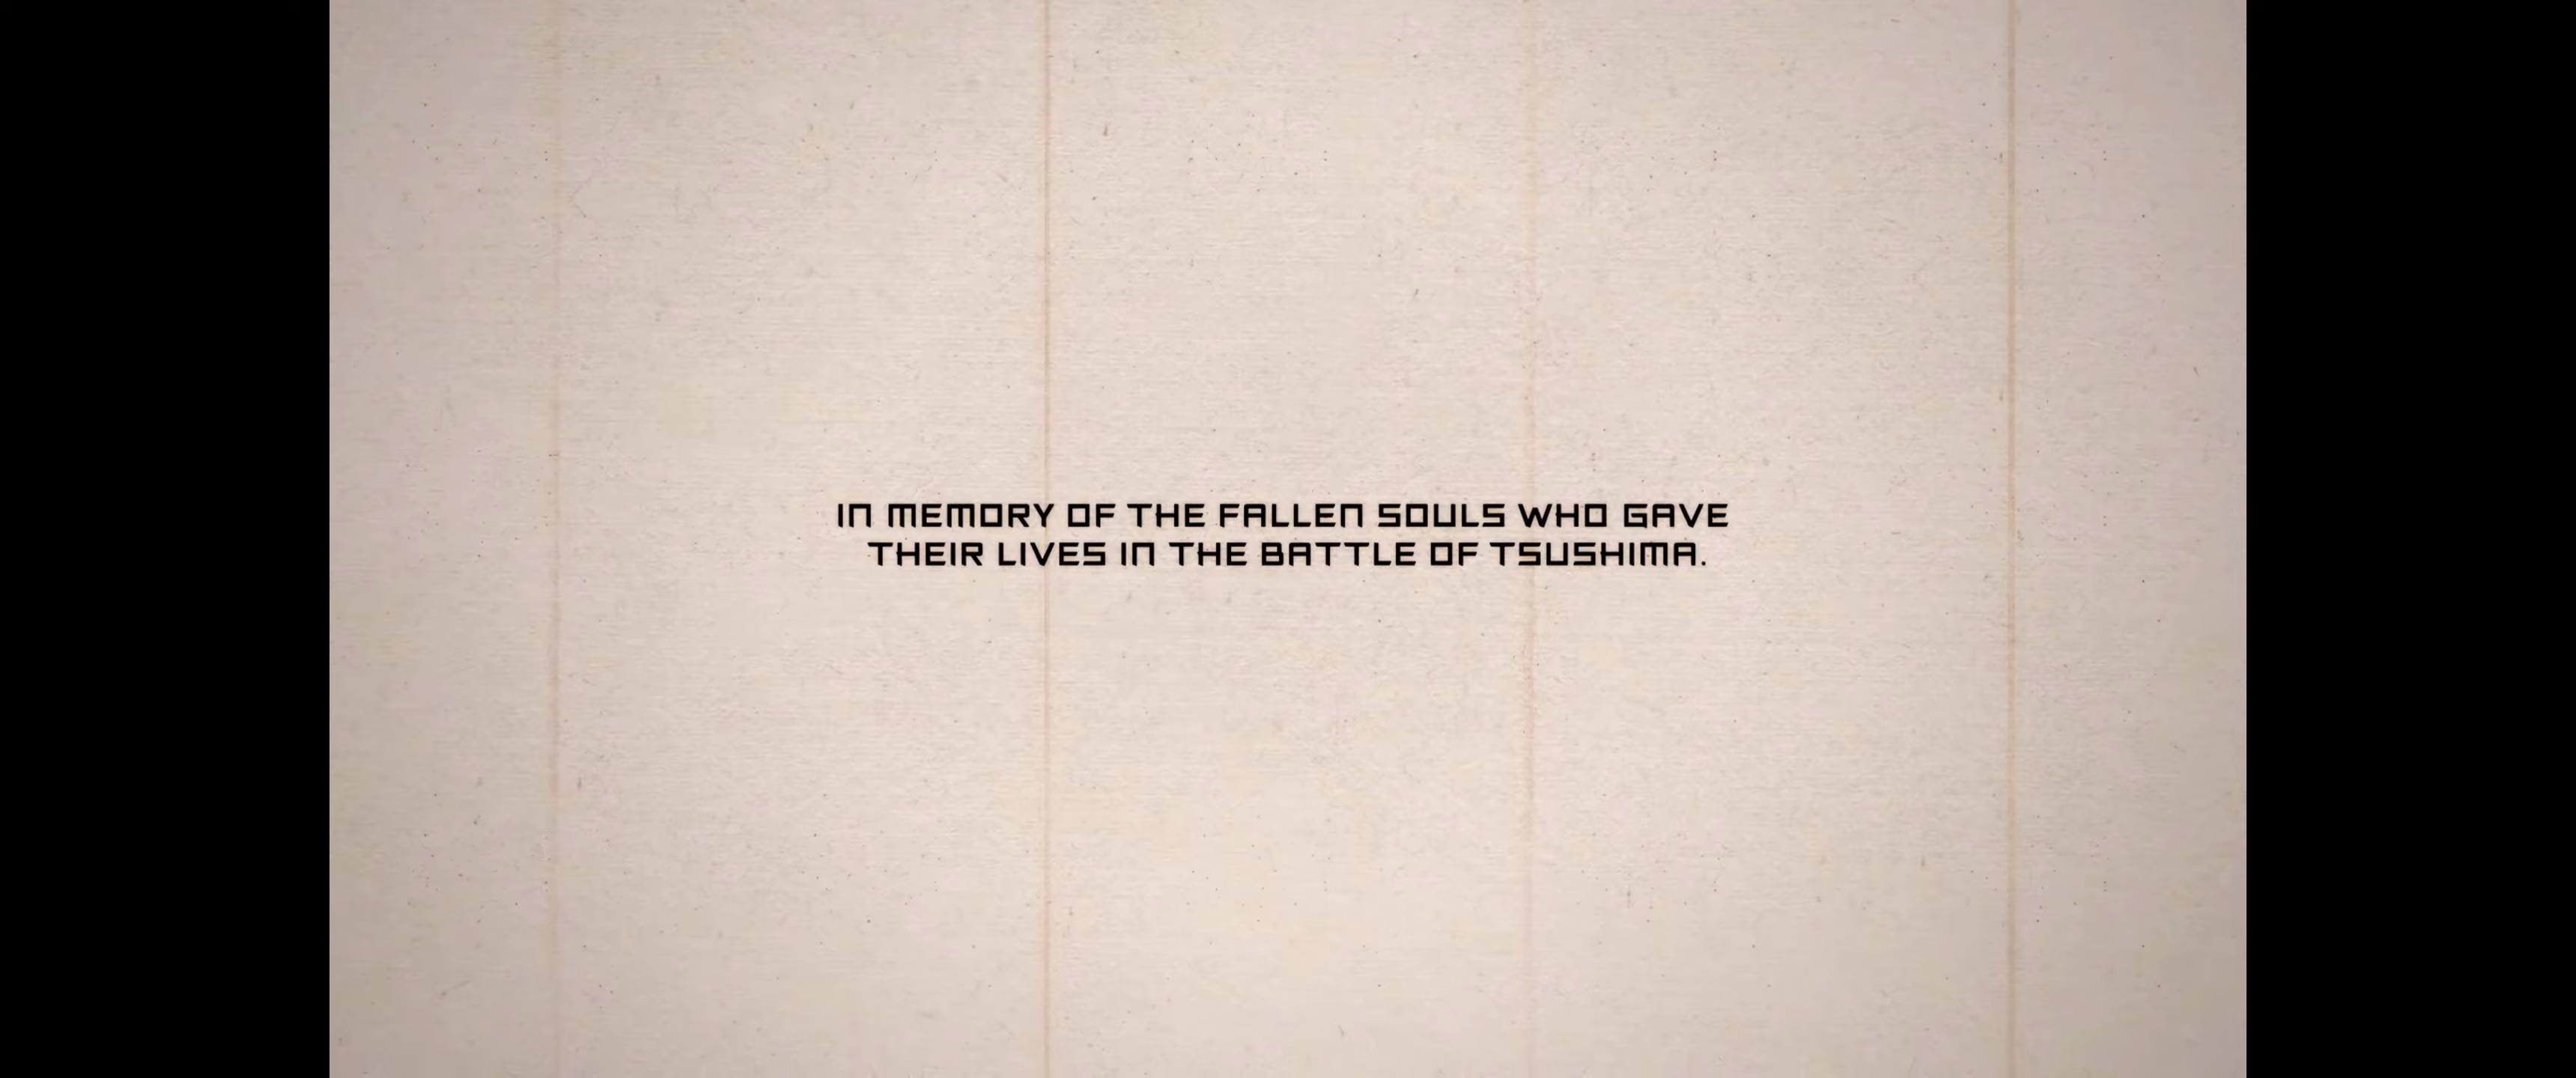 IN MEMORY OF THE FALLEN SOULS WHO GAVE
THEIR LIVES IN THE BATTLE OF TSUSHIMA.